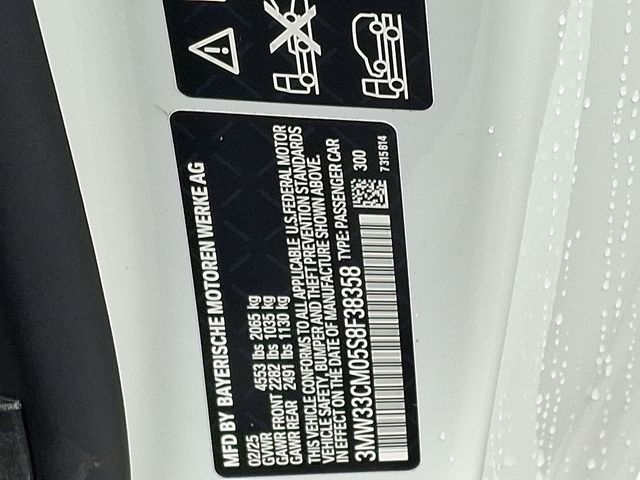 MFD BY BAYERISCHE MOTOREN WERKE AG
02/25
GVWR 4553 lbs 2065 kg
GAWR FRONT 2282 lbs 1035 kg
GAWR REAR 2491 lbs 1130 kg
THIS VEHICLE CONFORMS TO ALL APPLICABLE U.S. FEDERAL MOTOR
VEHICLE SAFETY, BUMPER AND THEFT PREVENTION STANDARDS
IN EFFECT ON THE DATE OF MANUFACTURE SHOWN ABOVE.
3MW33CM05S8F38358 TYPE: PASSENGER CAR
300
7315814